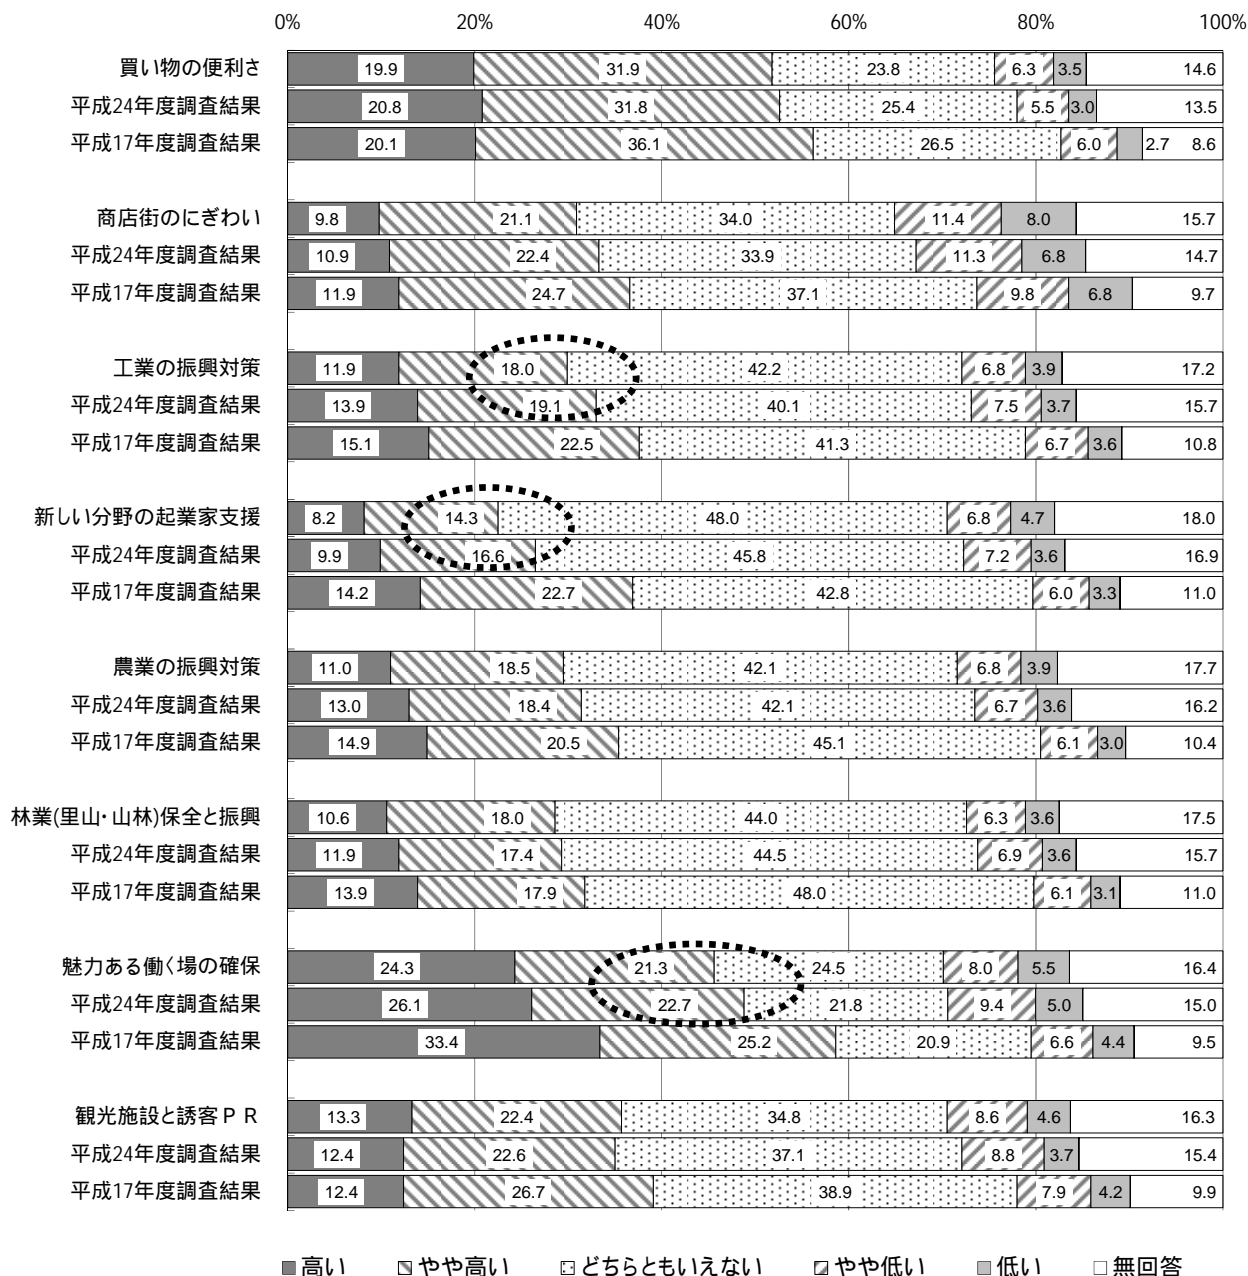 0% 20% 40% 60% 80% 100%
買い物の便利さ 19.9 31.9 23.8 6.3 3.5 14.6
平成24年度調査結果 20.8 31.8 25.4 5.5 3.0 13.5
平成17年度調査結果 20.1 36.1 26.5 6.0 2.7 8.6
商店街のにぎわい 9.8 21.1 34.0 11.4 8.0 15.7
平成24年度調査結果 10.9 22.4 33.9 11.3 6.8 14.7
平成17年度調査結果 11.9 24.7 37.1 9.8 6.8 9.7
工業の振興対策 11.9 18.0 42.2 6.8 3.9 17.2
平成24年度調査結果 13.9 19.1 40.1 7.5 3.7 15.7
平成17年度調査結果 15.1 22.5 41.3 6.7 3.6 10.8
新しい分野の起業家支援 8.2 14.3 48.0 6.8 4.7 18.0
平成24年度調査結果 9.9 16.6 45.8 7.2 3.6 16.9
平成17年度調査結果 14.2 22.7 42.8 6.0 3.3 11.0
農業の振興対策 11.0 18.5 42.1 6.8 3.9 17.7
平成24年度調査結果 13.0 18.4 42.1 6.7 3.6 16.2
平成17年度調査結果 14.9 20.5 45.1 6.1 3.0 10.4
林業(里山・山林)保全と振興 10.6 18.0 44.0 6.3 3.6 17.5
平成24年度調査結果 11.9 17.4 44.5 6.9 3.6 15.7
平成17年度調査結果 13.9 17.9 48.0 6.1 3.1 11.0
魅力ある働く場の確保 24.3 21.3 24.5 8.0 5.5 16.4
平成24年度調査結果 26.1 22.7 21.8 9.4 5.0 15.0
平成17年度調査結果 33.4 25.2 20.9 6.6 4.4 9.5
観光施設と誘客ＰＲ 13.3 22.4 34.8 8.6 4.6 16.3
平成24年度調査結果 12.4 22.6 37.1 8.8 3.7 15.4
平成17年度調査結果 12.4 26.7 38.9 7.9 4.2 9.9
高い やや高い どちらともいえない やや低い 低い 無回答